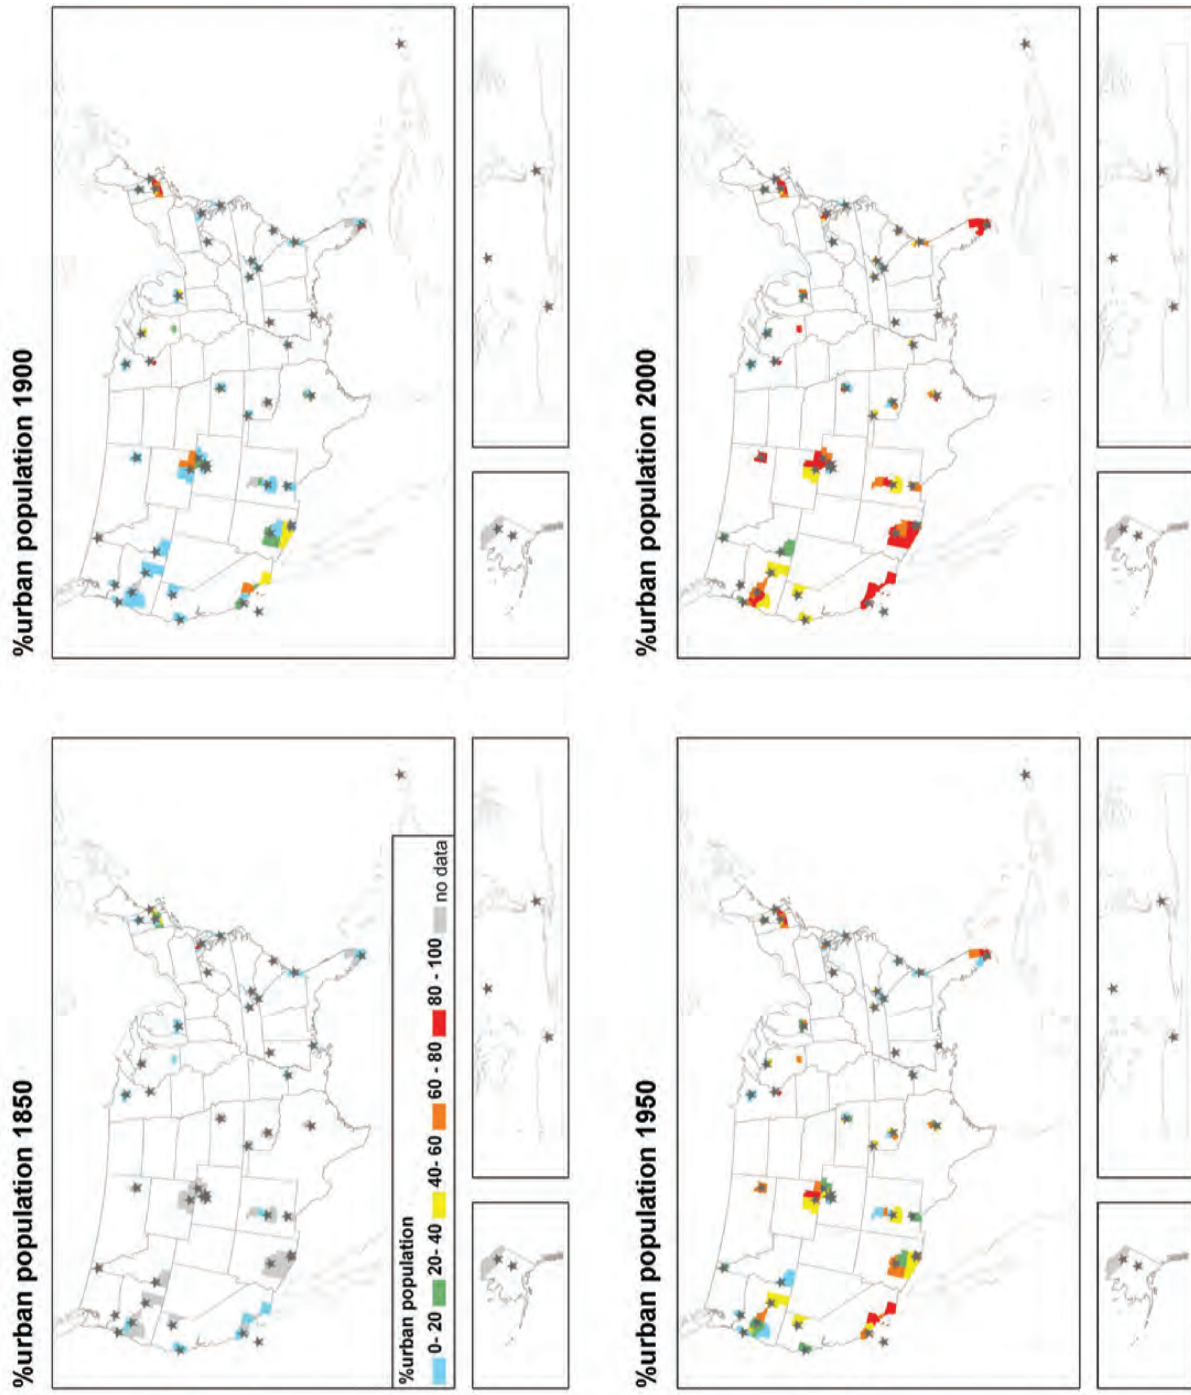 %urban population 1850
%urban population
0- 20 20- 40 40- 60 60 - 80 80 - 100 no data
%urban population 1900
%urban population 1950
%urban population 2000